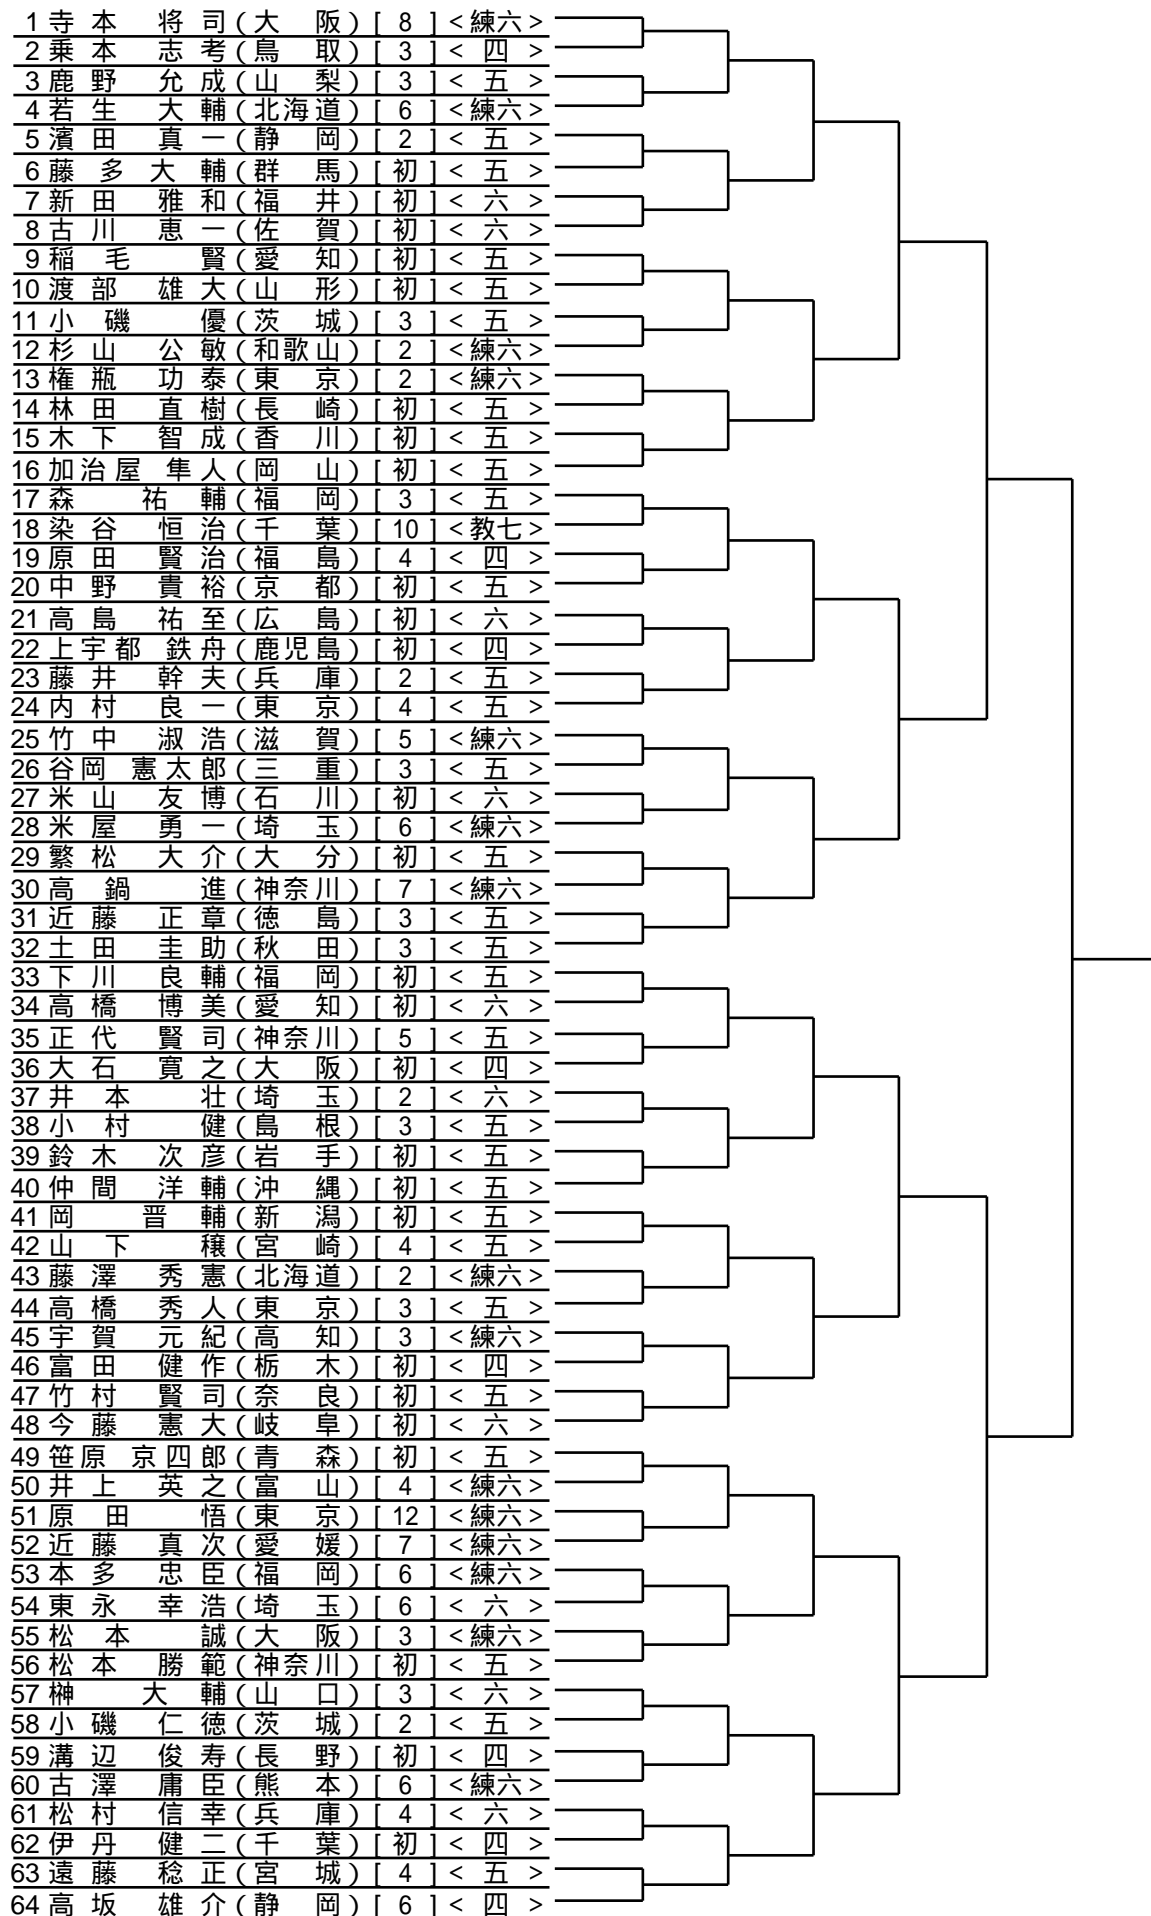 1 寺本 将司 (大阪) [ 8 ] <練六>
2 乗本 志考 (鳥取) [ 3 ] < 四 >
3 鹿野 允成 (山梨) [ 3 ] < 五 >
4 若生 大輔 (北海道) [ 6 ] <練六>
5 濱田 真一 (静岡) [ 2 ] < 五 >
6 藤多大輔 (群馬) [ 初 ] < 五 >
7 新田 雅和 (福井) [ 初 ] < 六 >
8 古川 恵一 (佐賀) [ 初 ] < 六 >
9 稲毛 賢 (愛知) [ 初 ] < 五 >
10 渡部 雄大 (山形) [ 初 ] < 五 >
11 小磯 優 (茨城) [ 3 ] < 五 >
12 杉山 公敏 (和歌山) [ 2 ] <練六>
13 権瓶 功泰 (東京) [ 2 ] <練六>
14 林田 直樹 (長崎) [ 初 ] < 五 >
15 木下 智成 (香川) [ 初 ] < 五 >
16 加治屋 隼人 (岡山) [ 初 ] < 五 >
17 森 祐輔 (福岡) [ 3 ] < 五 >
18 染谷 恒治 (千葉) [ 10 ] <教七>
19 原田 賢治 (福島) [ 4 ] < 四 >
20 中野 貴裕 (京都) [ 初 ] < 五 >
21 高島 祐至 (広島) [ 初 ] < 六 >
22 上宇都 鉄舟 (鹿児島) [ 初 ] < 四 >
23 藤井 幹夫 (兵庫) [ 2 ] < 五 >
24 内村 良一 (東京) [ 4 ] < 五 >
25 竹中 淑浩 (滋賀) [ 5 ] <練六>
26 谷岡 憲太郎 (三重) [ 3 ] < 五 >
27 米山 友博 (石川) [ 初 ] < 六 >
28 米屋 勇一 (埼玉) [ 6 ] <練六>
29 繁松 大介 (大分) [ 初 ] < 五 >
30 高鍋 進 (神奈川) [ 7 ] <練六>
31 近藤 正章 (徳島) [ 3 ] < 五 >
32 土田 圭助 (秋田) [ 3 ] < 五 >
33 下川 良輔 (福岡) [ 初 ] < 五 >
34 高橋 博美 (愛知) [ 初 ] < 六 >
35 正代 賢司 (神奈川) [ 5 ] < 五 >
36 大石 寛之 (大阪) [ 初 ] < 四 >
37 井本 壮 (埼玉) [ 2 ] < 六 >
38 小村 健 (島根) [ 3 ] < 五 >
39 鈴木 次彦 (岩手) [ 初 ] < 五 >
40 仲間 洋輔 (沖縄) [ 初 ] < 五 >
41 岡 晋輔 (新潟) [ 初 ] < 五 >
42 山下 穣 (宮崎) [ 4 ] < 五 >
43 藤澤 秀憲 (北海道) [ 2 ] <練六>
44 高橋 秀人 (東京) [ 3 ] < 五 >
45 宇賀 元紀 (高知) [ 3 ] <練六>
46 富田 健作 (栃木) [ 初 ] < 四 >
47 竹村 賢司 (奈良) [ 初 ] < 五 >
48 今藤 憲大 (岐阜) [ 初 ] < 六 >
49 笹原 京四郎 (青森) [ 初 ] < 五 >
50 井上 英之 (富山) [ 4 ] <練六>
51 原田 悟 (東京) [ 12 ] <練六>
52 近藤 真次 (愛媛) [ 7 ] <練六>
53 本多 忠臣 (福岡) [ 6 ] <練六>
54 東永 幸浩 (埼玉) [ 6 ] < 六 >
55 松本 誠 (大阪) [ 3 ] <練六>
56 松本 勝範 (神奈川) [ 初 ] < 五 >
57 榊 大輔 (山口) [ 3 ] < 六 >
58 小磯 仁徳 (茨城) [ 2 ] < 五 >
59 溝辺 俊寿 (長野) [ 初 ] < 四 >
60 古澤 庸臣 (熊本) [ 6 ] <練六>
61 松村 信幸 (兵庫) [ 4 ] < 六 >
62 伊丹 健二 (千葉) [ 初 ] < 四 >
63 遠藤 稔正 (宮城) [ 4 ] < 五 >
64 高坂 雄介 (静岡) [ 6 ] < 四 >